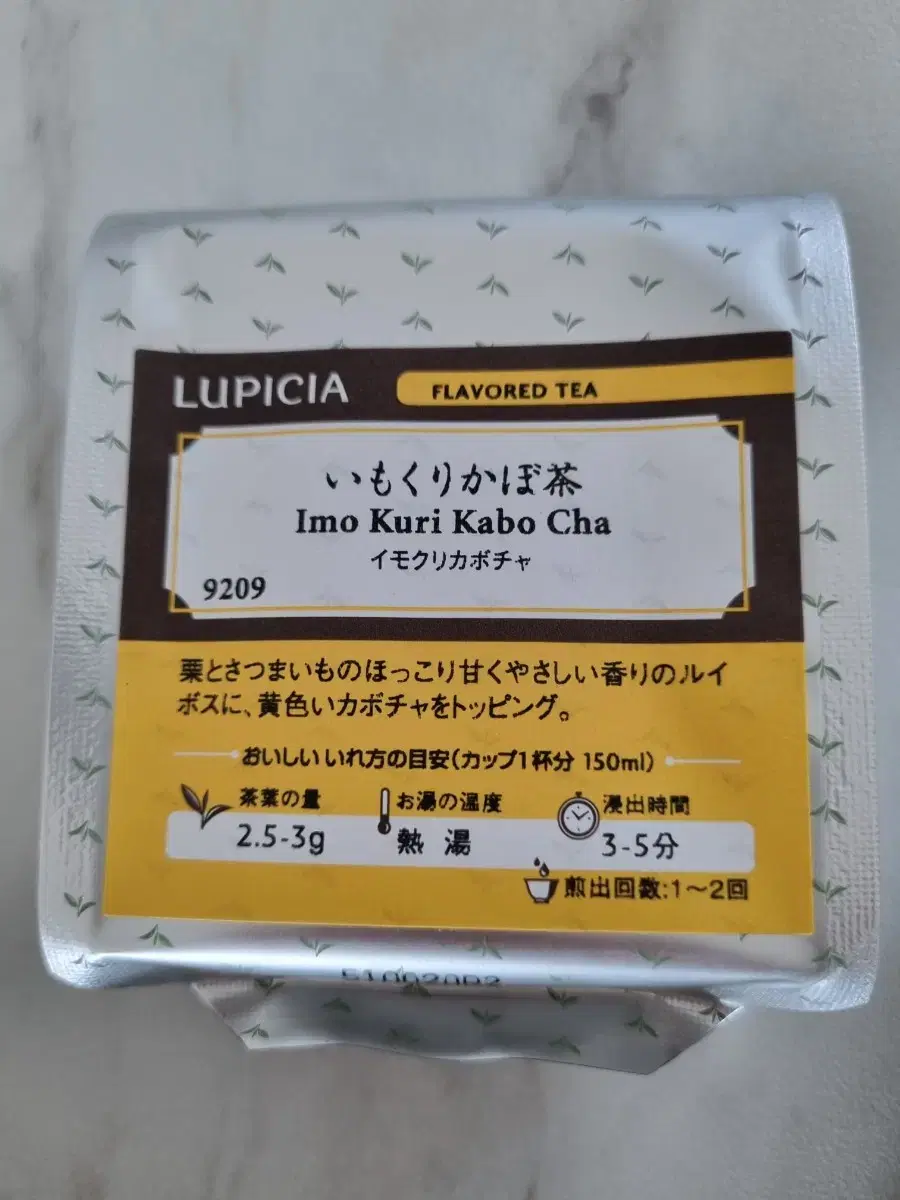 LUPICIA
FLAVORED TEA
いもくりかぼ茶
Imo Kuri Kabo Cha
イモクリカボチャ
9209
栗とさつまいものほっこり甘くやさしい香りのルイ
ボスに、黄色いカボチャをトッピング。
おいしいいれ方の目安(カップ1杯分 150ml)
茶葉の量
2.5-3g
お湯の温度
熱湯
浸出時間
3-5分
煎出回数:1〜2回